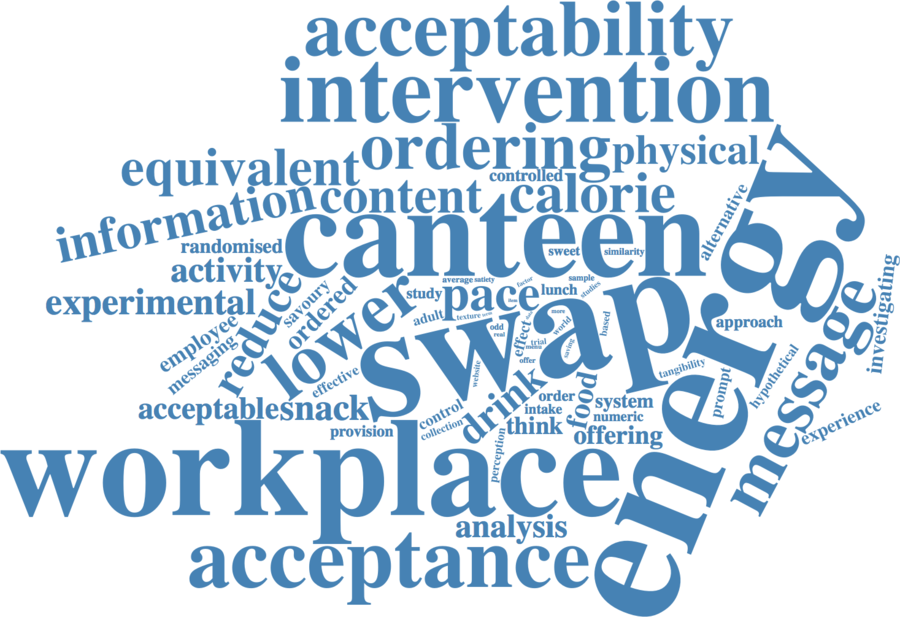 acceptability
intervention
ordering
physical
equivalent
controlled
content
calorie
information
alternative
energy
canteen
randomised
sweet
similarity
activity
average
satiety
factor
sample
studies
experimental
reduce
savoury
ordered
lower
study
pace
lunch
investigating
adult
texture
more
world
based
employee
messaging
swap
odd
real
effect
trial
menu
saving
offer
approach
message
effective
website
tangibility
prompt
hypothetical
acceptable
snack
control
collection
drink
order
intake
food
system
numeric
experience
provision
think
offering
perception
workplace
analysis
acceptance